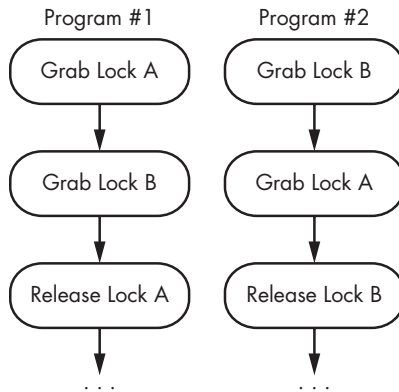 Program #1
Grab Lock A
Grab Lock B
Release Lock A
. . .
Program #2
Grab Lock B
Grab Lock A
Release Lock B
. . .